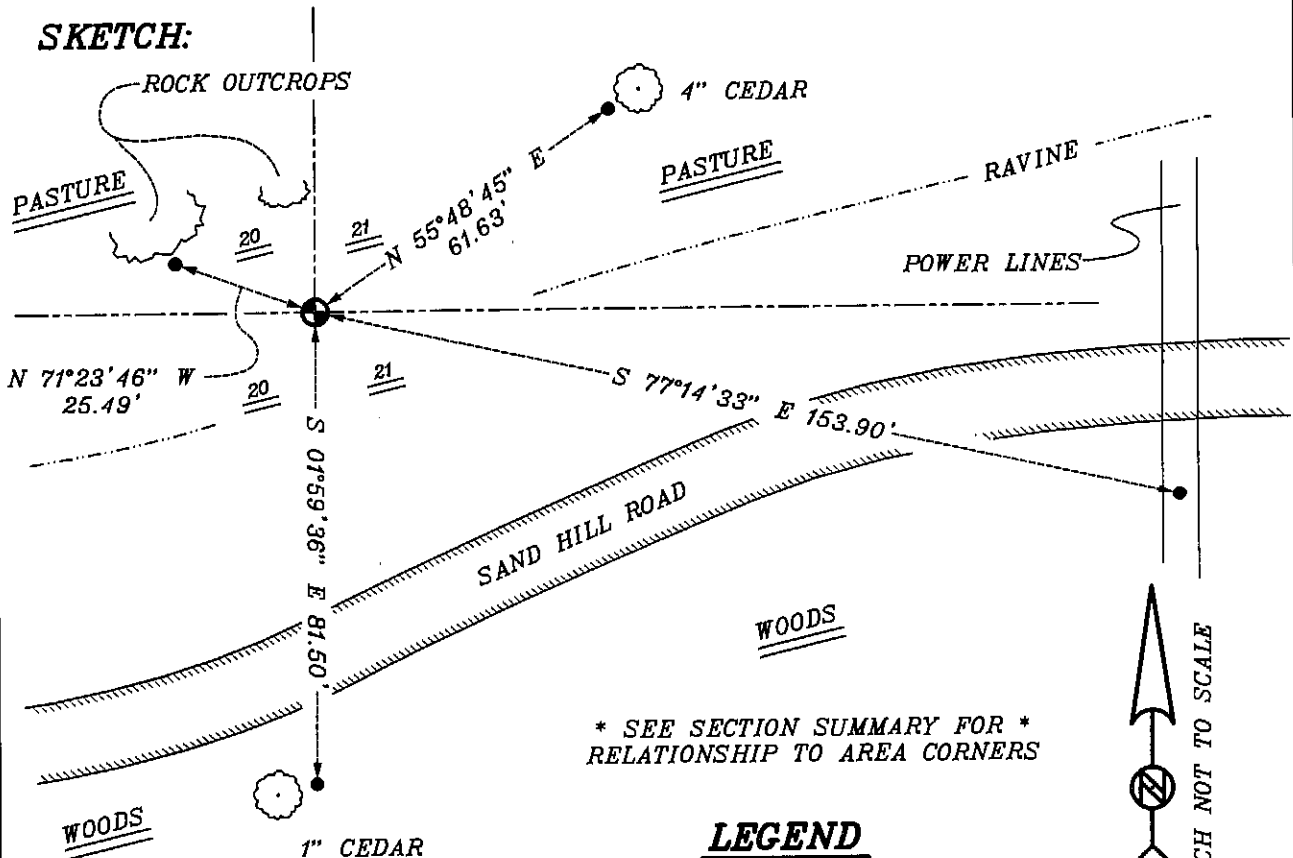 SKETCH:
ROCK OUTCROPS
4" CEDAR
PASTURE
PASTURE
RAVINE
N 55°48'45" E
61.63'
20
21
POWER LINES
N 71°23'46" W
25.49'
20
21
S 77°14'33" E 153.90'
S 01°59'36" E 81.50'
SAND HILL ROAD
WOODS
* SEE SECTION SUMMARY FOR *
RELATIONSHIP TO AREA CORNERS
N
CH NOT TO SCALE
WOODS
1" CEDAR
LEGEND